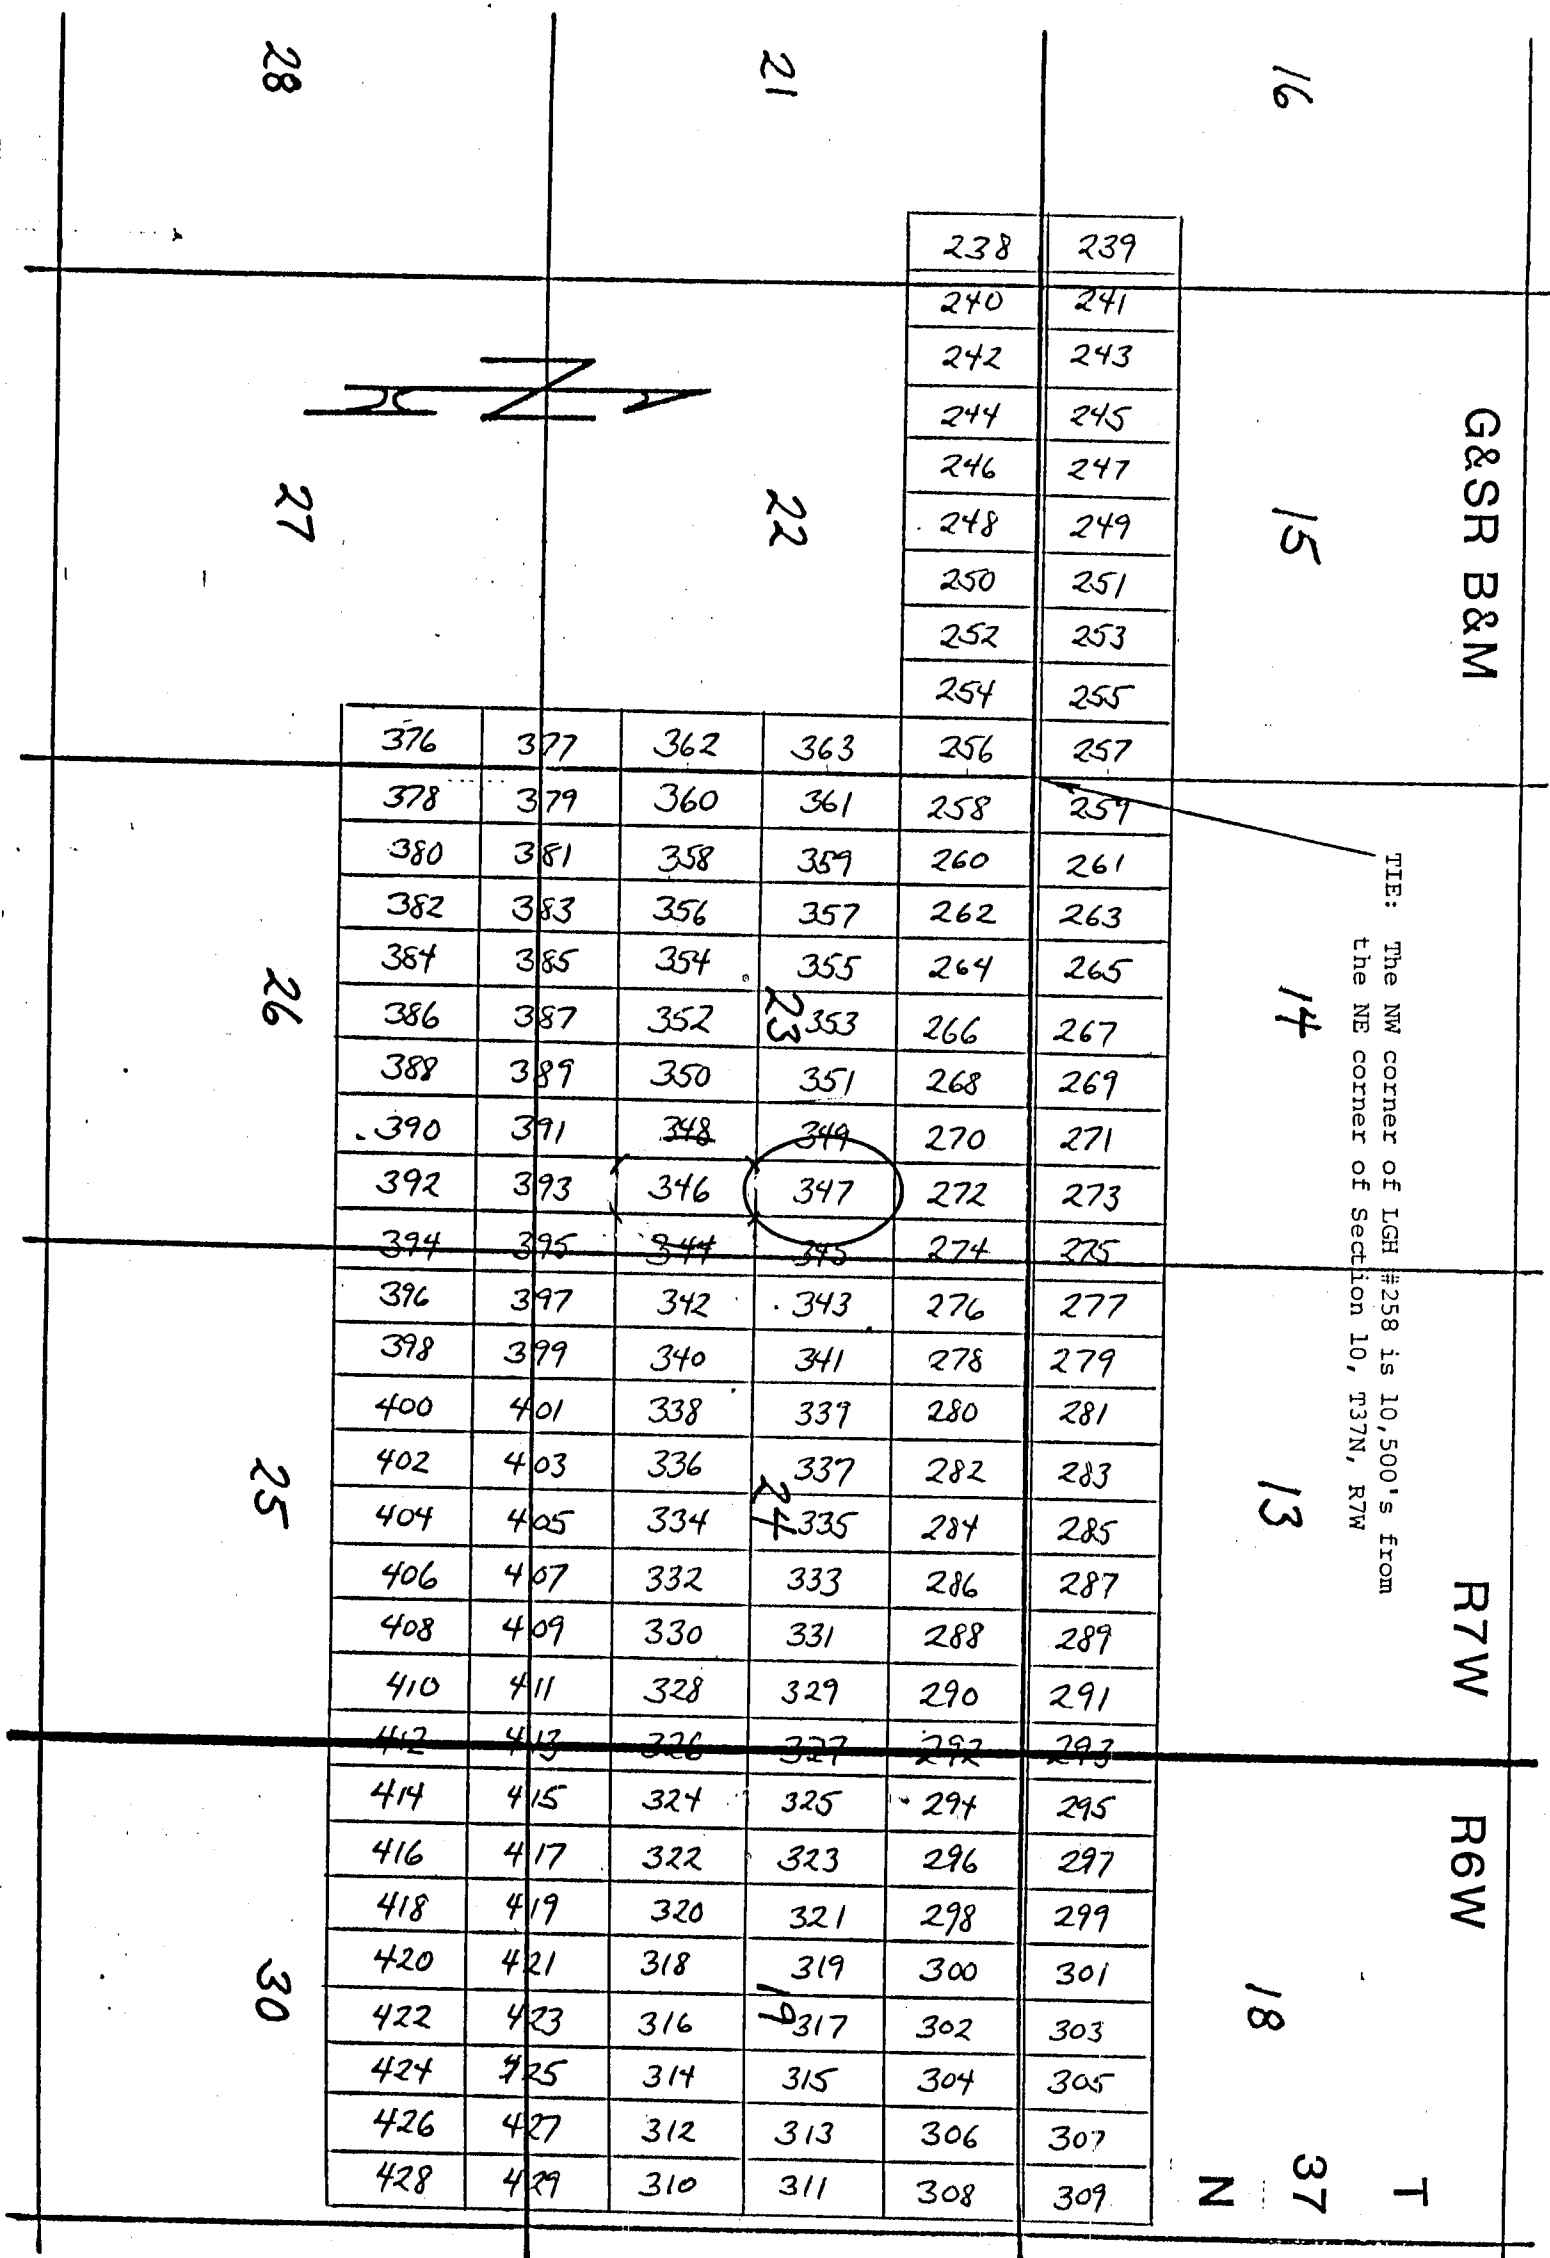 G&SR B&M
R7W
R6W
T
37
N
16
15
14
13
18
TIE: The NW corner of LGH #258 is 10,500's from
the NE corner of Section 10, T37N, R7W
21
22
23
24
19
28
27
26
25
30
N
238 239
240 241
242 243
244 245
246 247
248 249
250 251
252 253
254 255
376 377 362 363 256 257
378 379 360 361 258 259
380 381 358 359 260 261
382 383 356 357 262 263
384 385 354 355 264 265
386 387 352 353 266 267
388 389 350 351 268 269
390 391 348 349 270 271
392 393 346 347 272 273
394 395 344 345 274 275
396 397 342 343 276 277
398 399 340 341 278 279
400 401 338 339 280 281
402 403 336 337 282 283
404 405 334 335 284 285
406 407 332 333 286 287
408 409 330 331 288 289
410 411 328 329 290 291
412 413 326 327 292 293
414 415 324 325 294 295
416 417 322 323 296 297
418 419 320 321 298 299
420 421 318 319 300 301
422 423 316 317 302 303
424 425 314 315 304 305
426 427 312 313 306 307
428 429 310 311 308 309